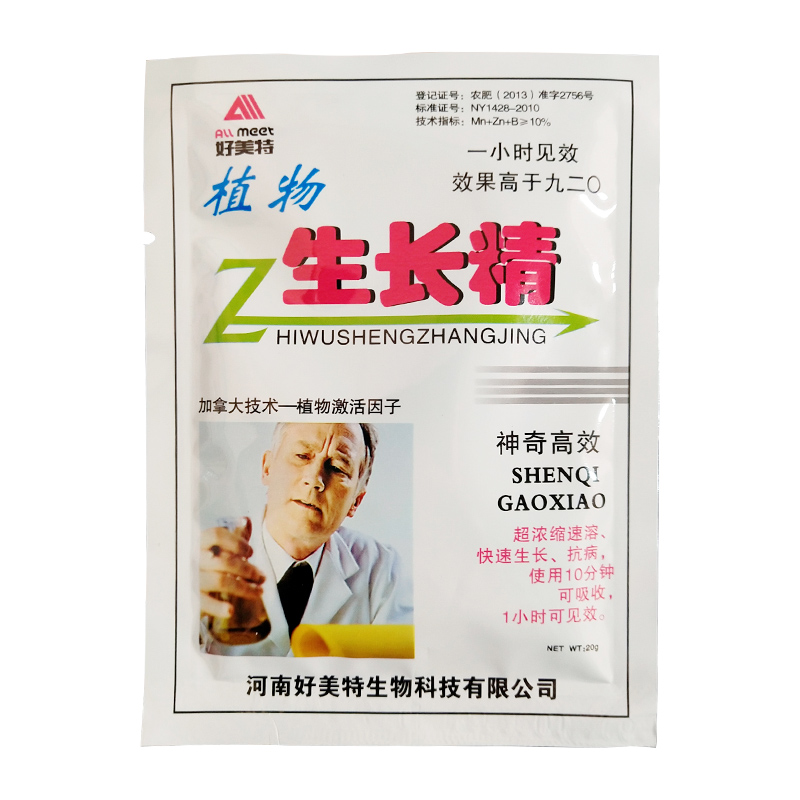 登记证号：农肥（2013）准字2756号
标准证号：NY1428-2010
技术指标：Mn+Zn+B≥10%
All meet
好美特
一小时见效
效果高于九二〇
植物
生长精
ZHIWUSHENGZHANGJING
加拿大技术—植物激活因子
神奇高效
SHENQI
GAOXIAO
超浓缩速溶、
快速生长、抗病，
使用10分钟
可吸收，
1小时可见效。
NET WT:20g
河南好美特生物科技有限公司